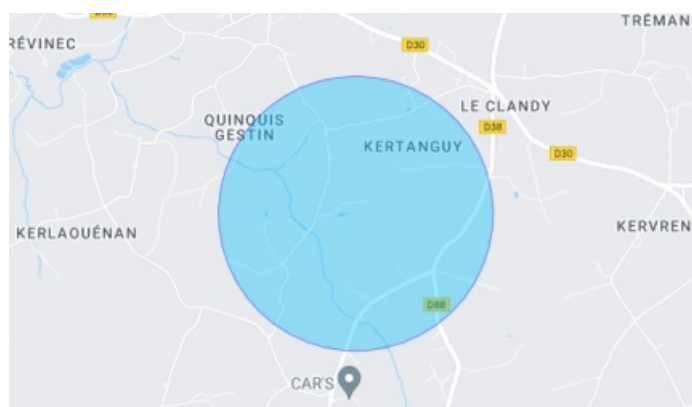 TRÉMAN
D30
RÉVINEC
LE CLANDY
QUINQUIS
GESTIN
D38
KERTANGUY
D30
KERLAOUÉNAN
KERVREN
D88
CAR'S